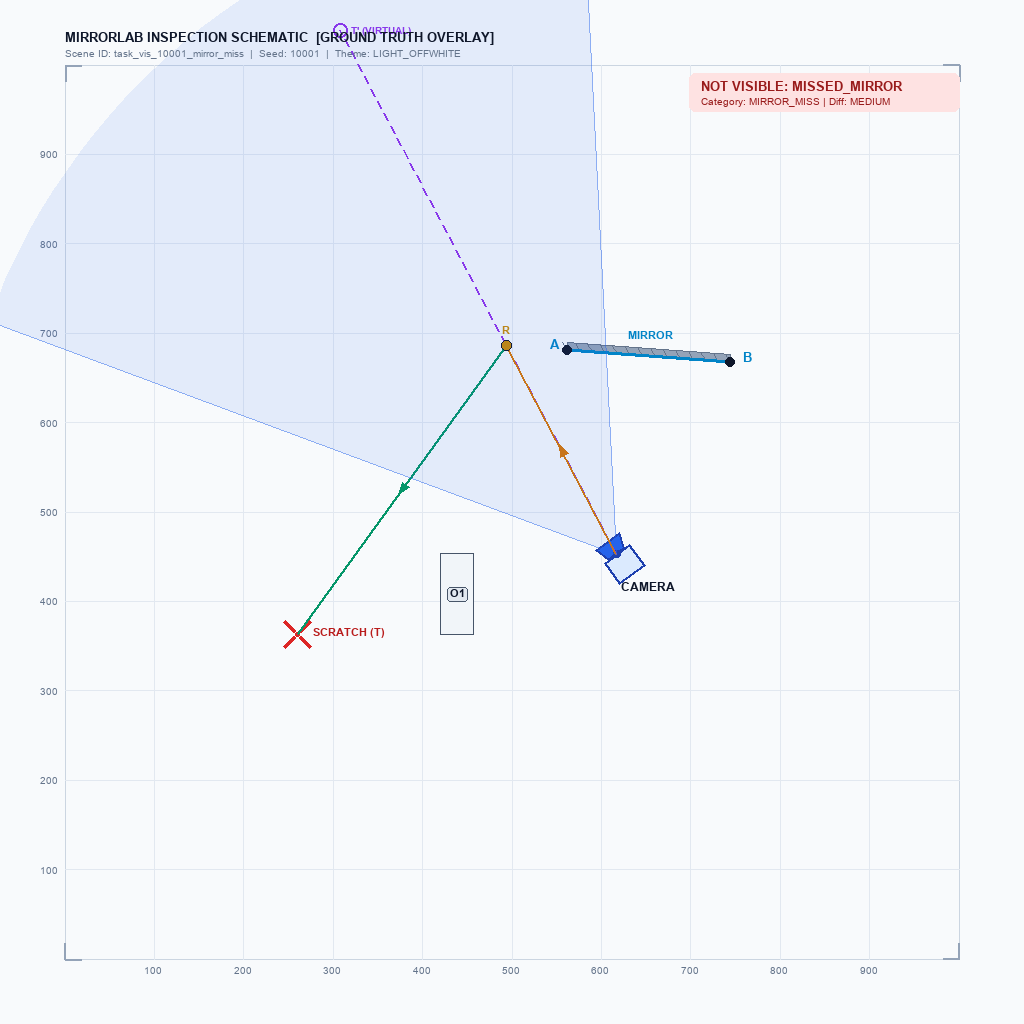 T' (VIRTUAL)
MIRRORLAB INSPECTION SCHEMATIC [GROUND TRUTH OVERLAY]
Scene ID: task_vis_10001_mirror_miss | Seed: 10001 | Theme: LIGHT_OFFWHITE
NOT VISIBLE: MISSED_MIRROR
Category: MIRROR_MISS | Diff: MEDIUM
900
800
700
R
MIRROR
A
B
600
500
CAMERA
O1
400
SCRATCH (T)
300
200
100
100 200 300 400 500 600 700 800 900